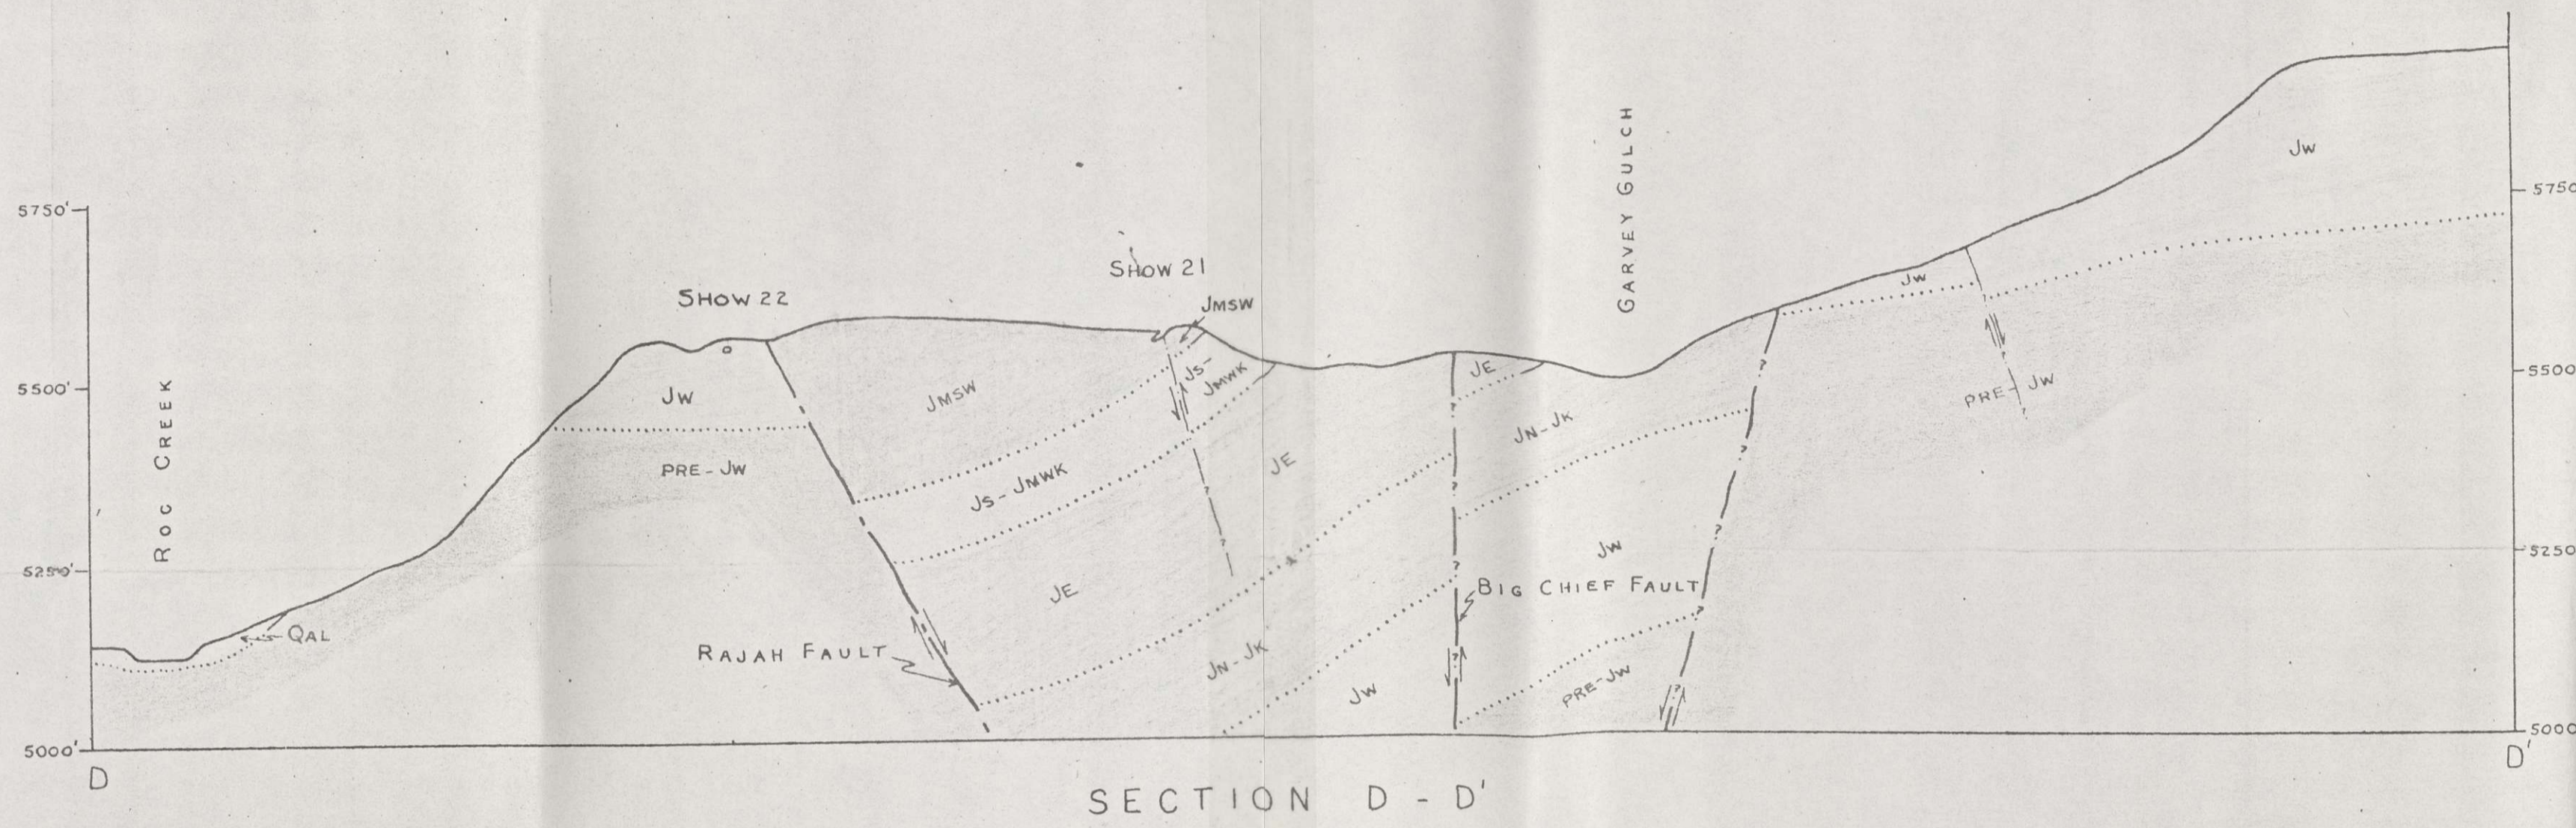 GARVEY GULCH
JW
5750'
5750
SHOW 21
JW
SHOW 22
JMSW
ROC CREEK
5500'
JW
JMSW
JS-
JMWK
JE
5500
PRE-JW
JN-JK
PRE-JW
JS-JMWK
JE
JW
5250'
5250
JE
BIG CHIEF FAULT
QAL
RAJAH FAULT
JN-JK
JW
PRE-JW
5000'
5000
D
D'
SECTION D-D'
?
?
?
?
?
?
?
?
?
?
?
?